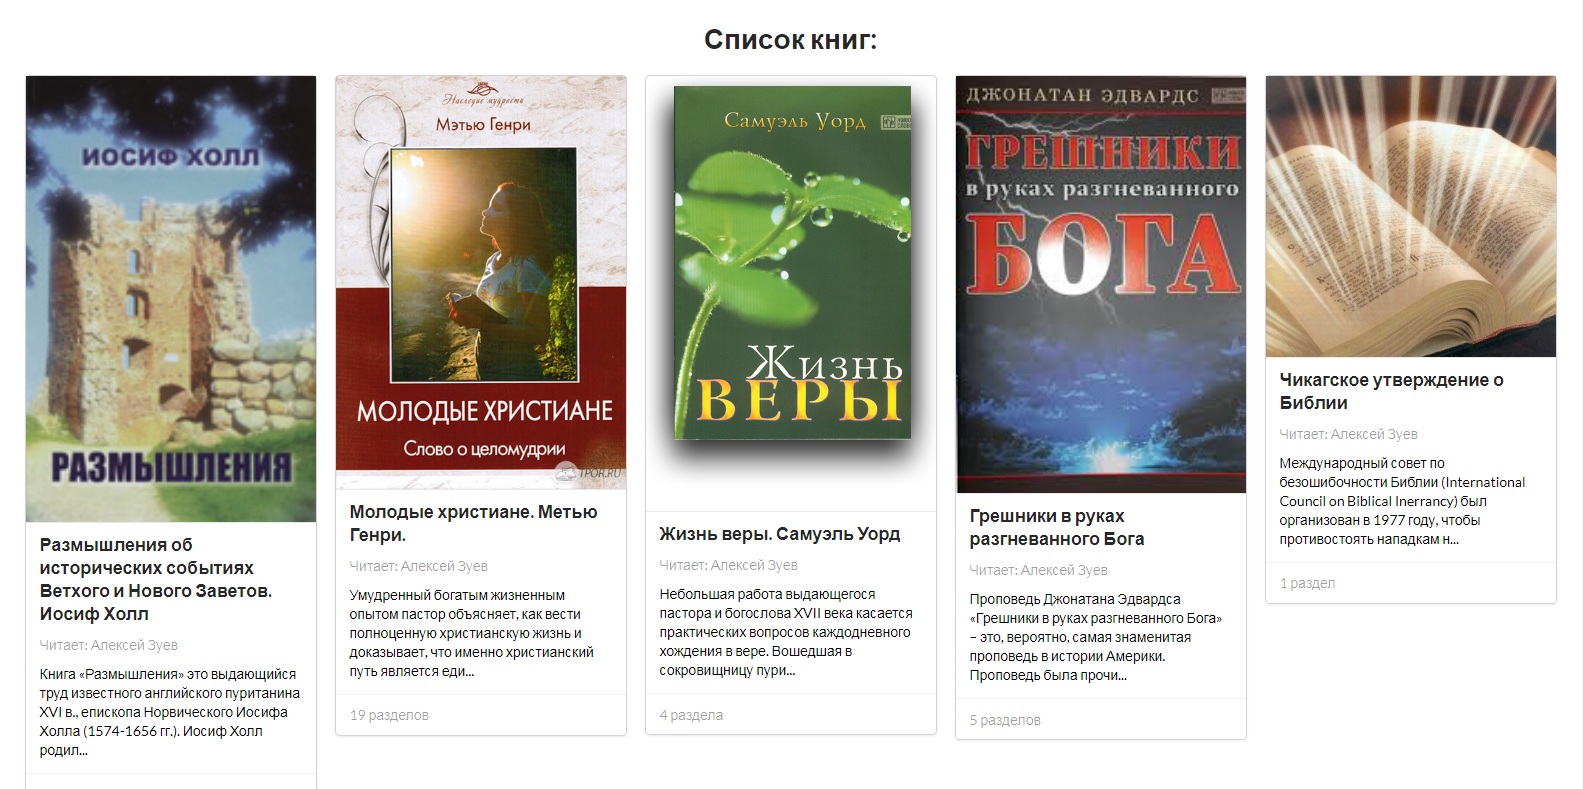 Список книг:
ИОСИФ ХОЛЛ
РАЗМЫШЛЕНИЯ
Размышления об
исторических событиях
Ветхого и Нового Заветов.
Иосиф Холл
Читает: Алексей Зуев
Книга «Размышления» это выдающийся
труд известного английского пуританина
XVI в., епископа Норвического Иосифа
Холла (1574-1656 гг.). Иосиф Холл
родил...
Наследие мудрости
Мэтью Генри
МОЛОДЫЕ ХРИСТИАНЕ
Слово о целомудрии
TPOR.RU
Молодые христиане. Метью
Генри.
Читает: Алексей Зуев
Умудренный богатым жизненным
опытом пастор объясняет, как вести
полноценную христианскую жизнь и
доказывает, что именно христианский
путь является еди...
19 разделов
Самуэль Уорд
Жизнь
ВЕРЫ
Жизнь веры. Самуэль Уорд
Читает: Алексей Зуев
Небольшая работа выдающегося
пастора и богослова XVII века касается
практических вопросов каждодневного
хождения в вере. Вошедшая в
сокровищницу пури...
4 раздела
ДЖОНАТАН ЭДВАРДС
ГРЕШНИКИ
в руках разгневанного
БОГА
Грешники в руках
разгневанного Бога
Читает: Алексей Зуев
Проповедь Джонатана Эдвардса
«Грешники в руках разгневанного Бога»
– это, вероятно, самая знаменитая
проповедь в истории Америки.
Проповедь была прочи...
5 разделов
Чикагское утверждение о
Библии
Читает: Алексей Зуев
Международный совет по
безошибочности Библии (International
Council on Biblical Inerrancy) был
организован в 1977 году, чтобы
противостоять нападкам н...
1 раздел